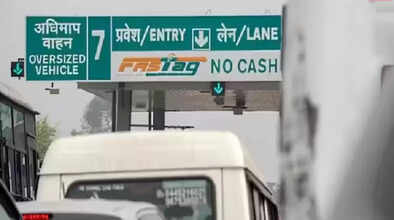 अधिमाप
वाहन
OVERSIZED
VEHICLE
7
प्रवेश/ENTRY लेन/LANE
FASTag NO CASH